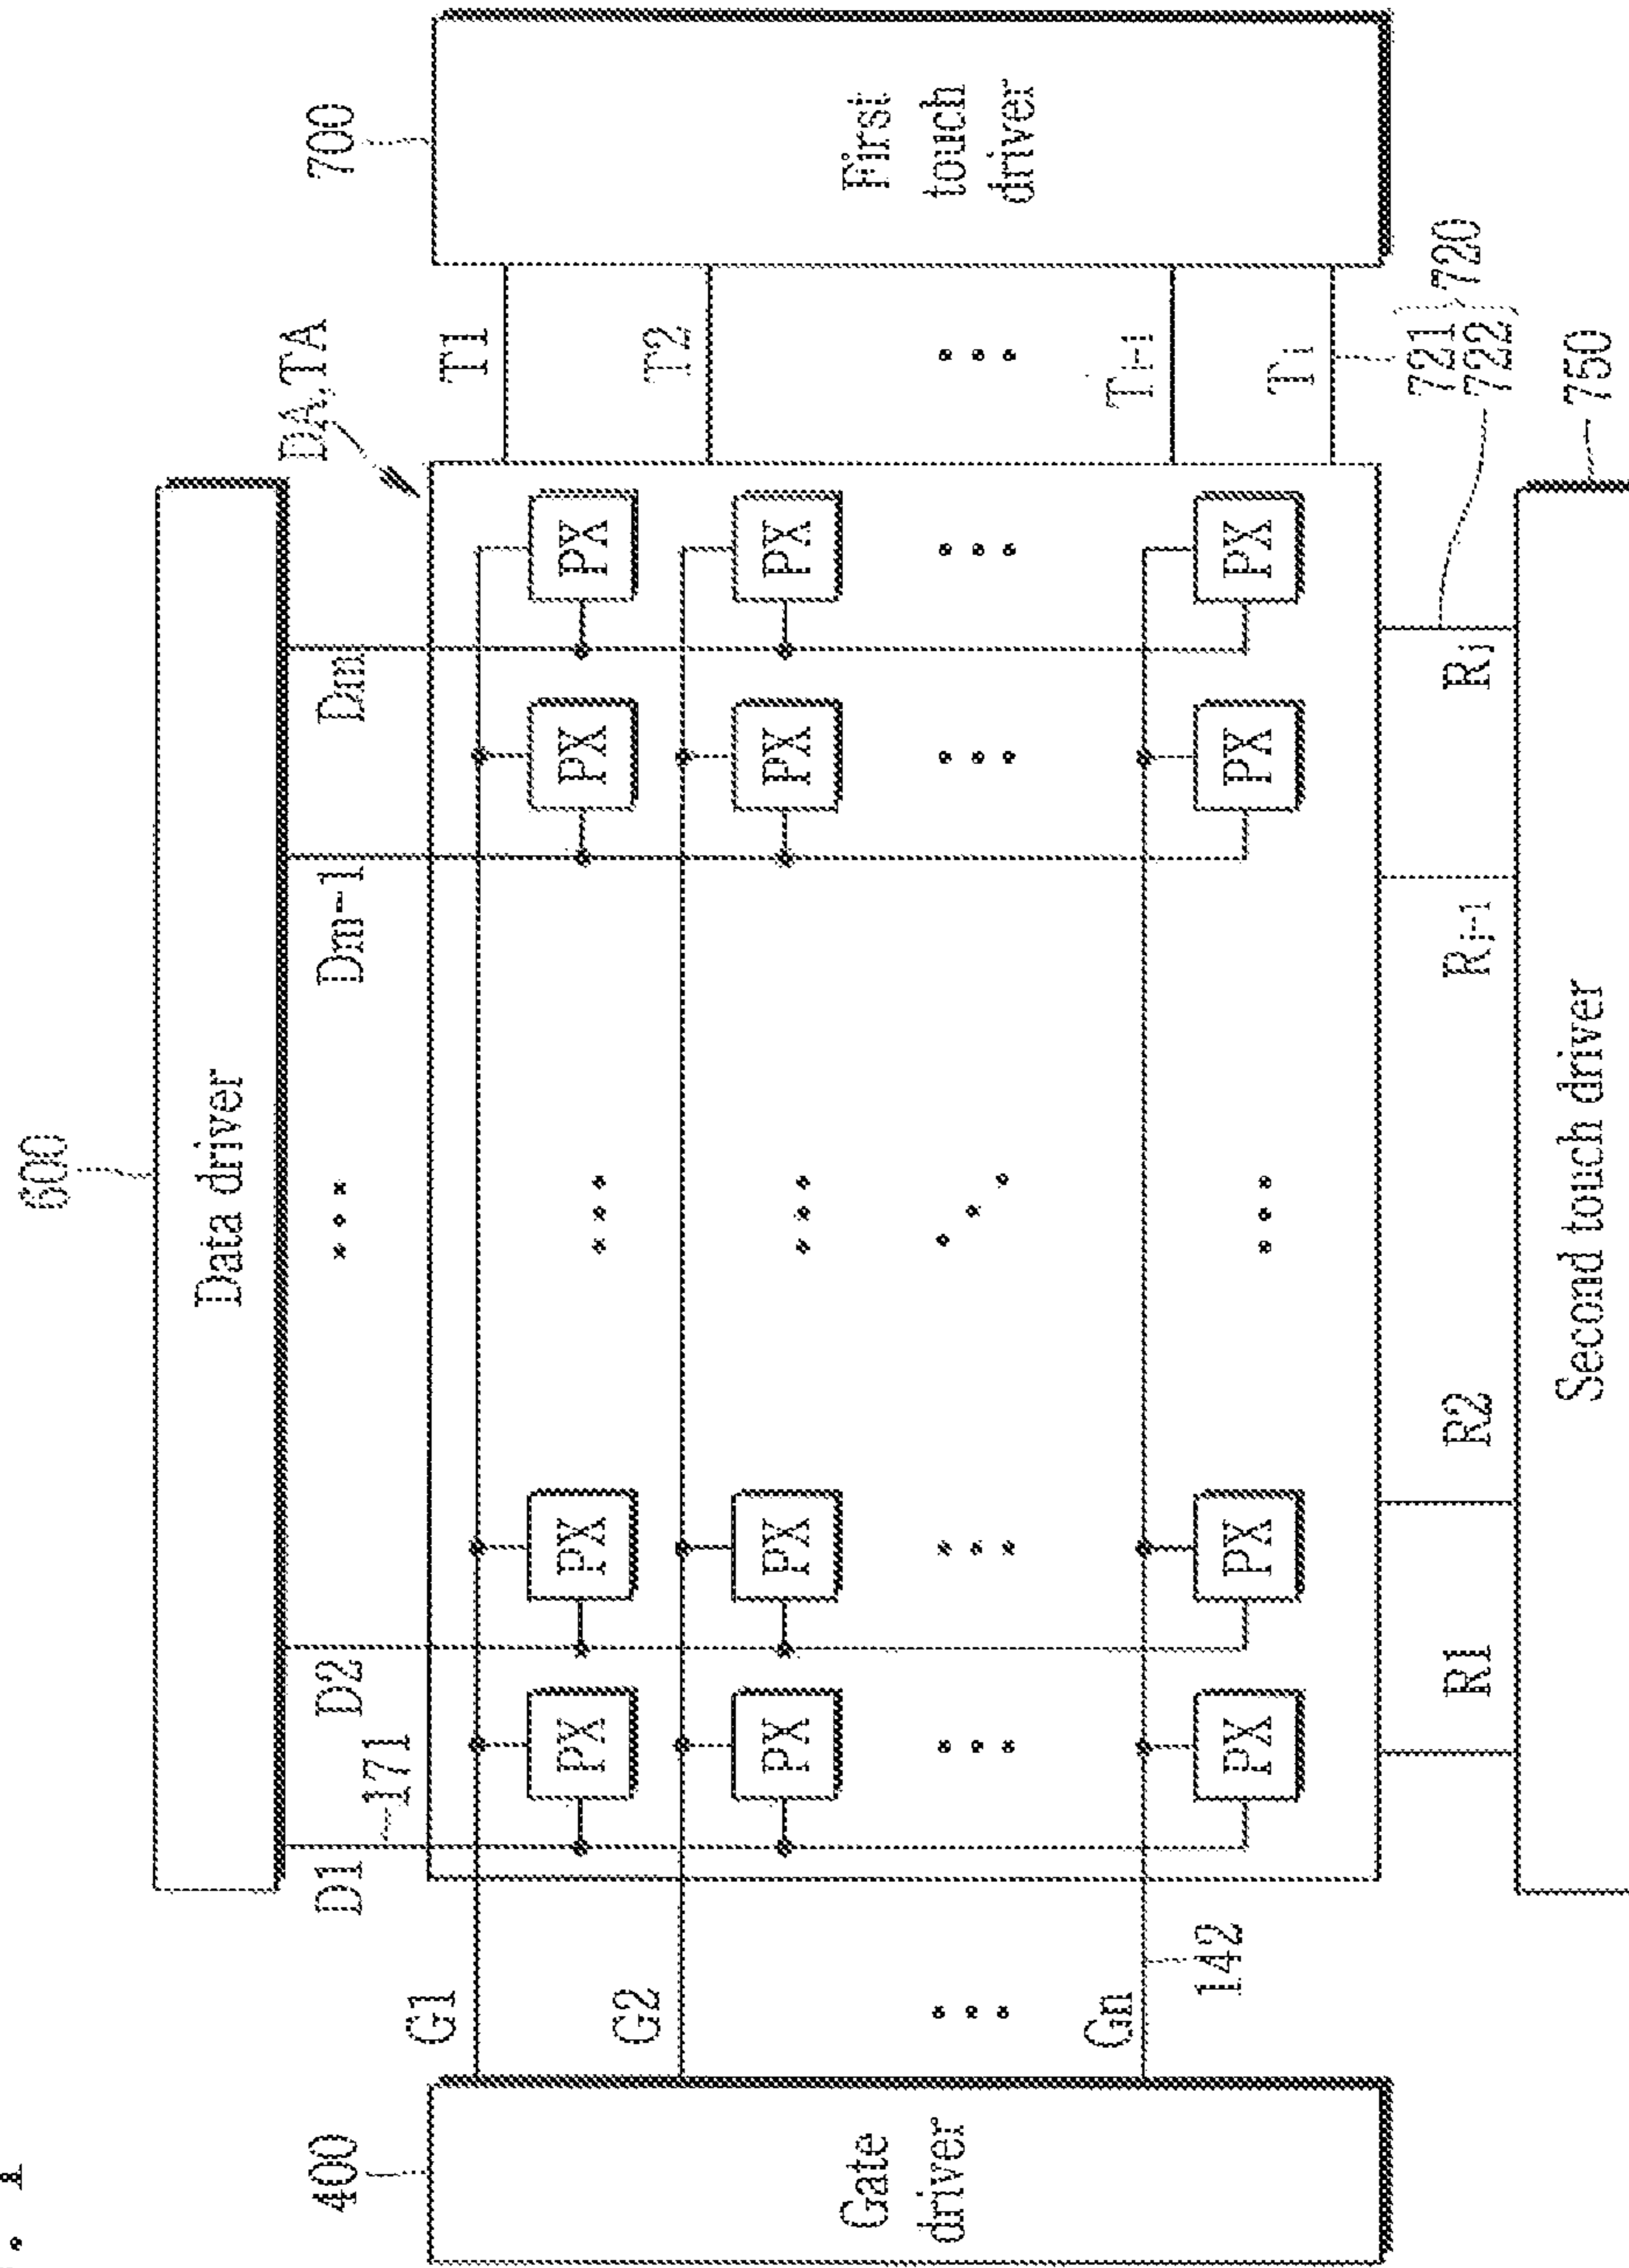 600
Data driver
D1
D2
Dm-1
Dm
171
DA,TA
400
Gate
driver
G1
G2
Gn
142
PX
PX
PX
PX
PX
PX
PX
PX
PX
PX
PX
PX
700
First
touch
driver
T1
T2
Ti-1
Ti
721
722
720
R1
R2
Rj-1
Rj
750
Second touch driver